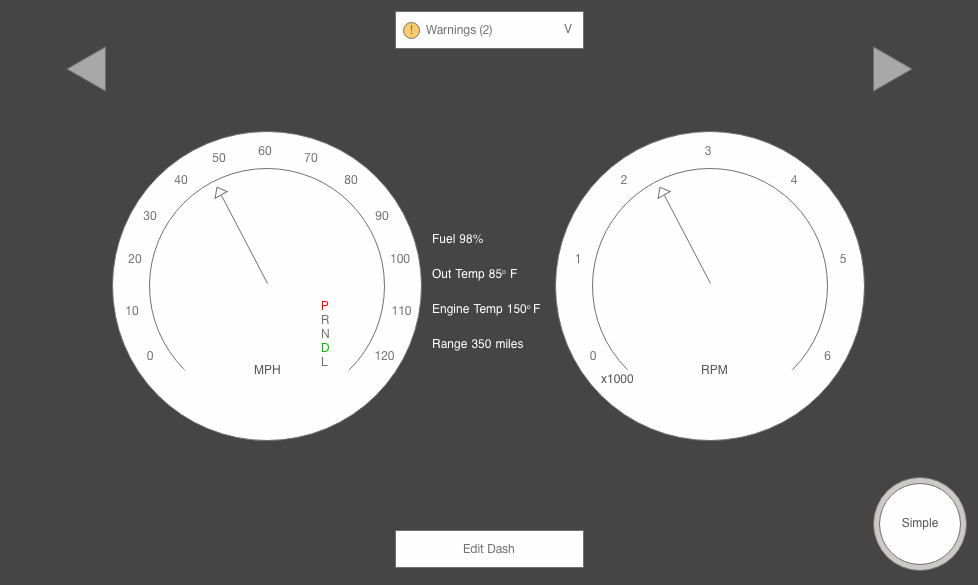 ! Warnings (2) V
0
10
20
30
40
50
60
70
80
90
100
110
120
P
R
N
D
L
MPH
Fuel 98%
Out Temp 85° F
Engine Temp 150° F
Range 350 miles
0
1
2
3
4
5
6
x1000
RPM
Simple
Edit Dash